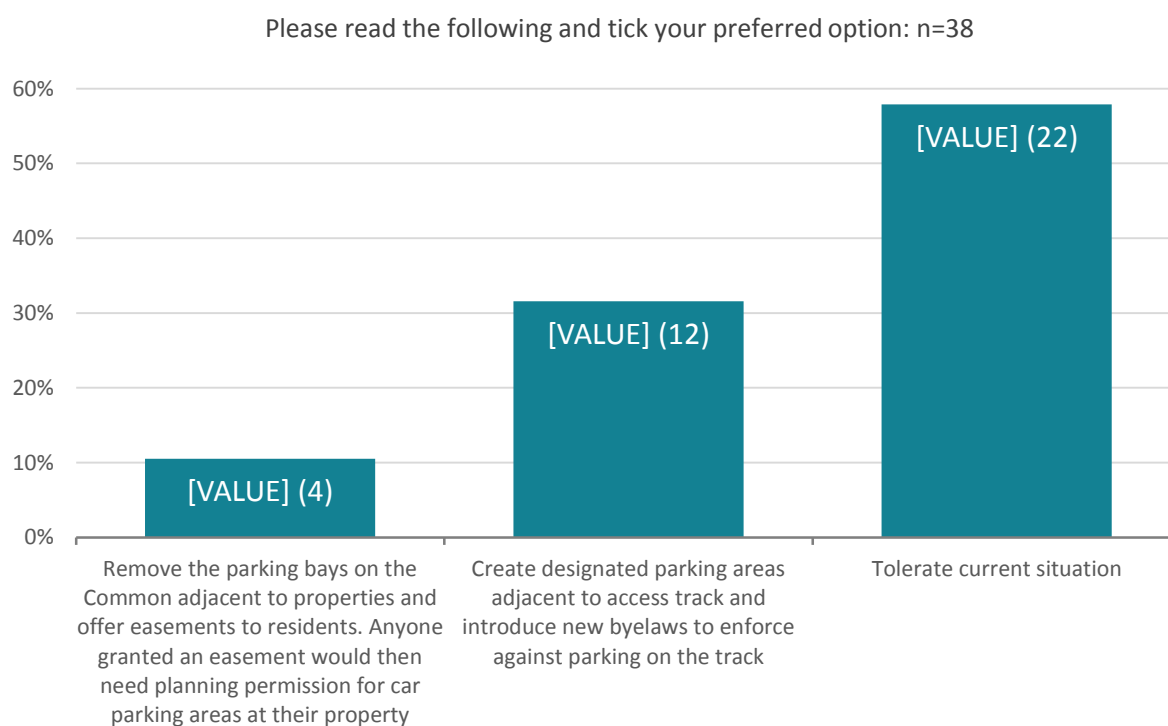 Please read the following and tick your preferred option: n=38
60%
50%
40%
30%
20%
10%
0%
[VALUE] (4)
[VALUE] (12)
[VALUE] (22)
Remove the parking bays on the
Common adjacent to properties and
offer easements to residents. Anyone
granted an easement would then
need planning permission for car
parking areas at their property
Create designated parking areas
adjacent to access track and
introduce new byelaws to enforce
against parking on the track
Tolerate current situation